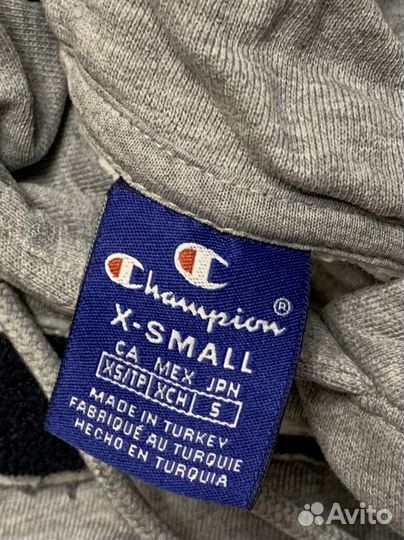 Champion ®
X-SMALL
CA MEX JPN
XS/TP XCH S
MADE IN TURKEY
FABRIQUÉ AU TURQUIE
HECHO EN TURQUIA
Avito